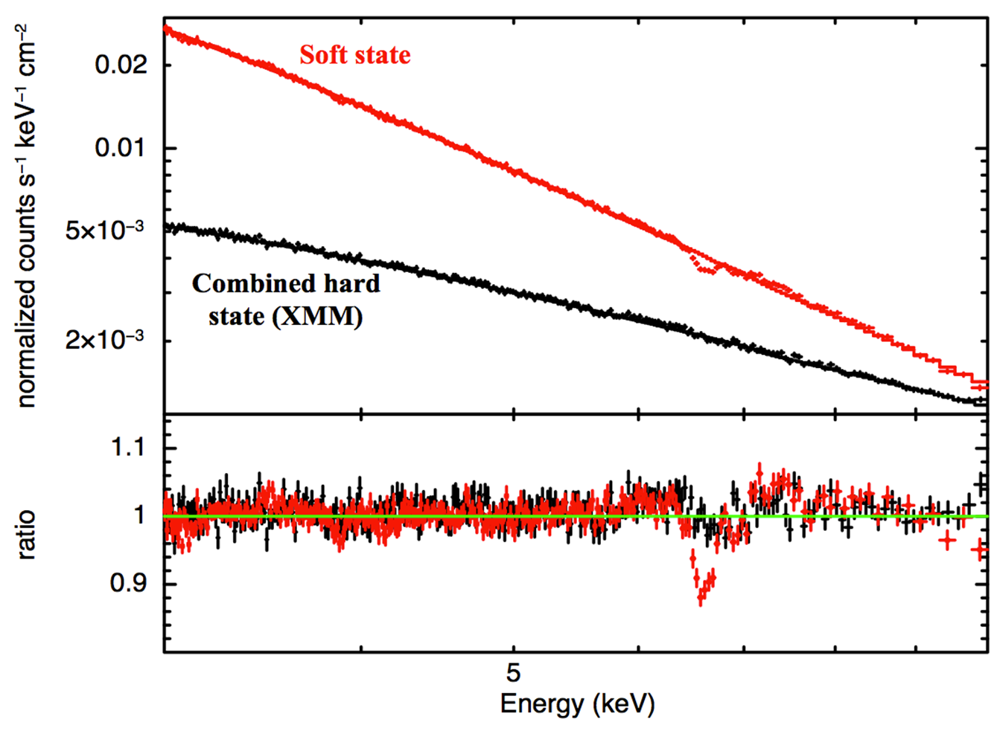 normalized counts s⁻¹ keV⁻¹ cm⁻²
0.02
0.01
5×10⁻³
2×10⁻³
Soft state
Combined hard
state (XMM)
ratio
1.1
1
0.9
5
Energy (keV)